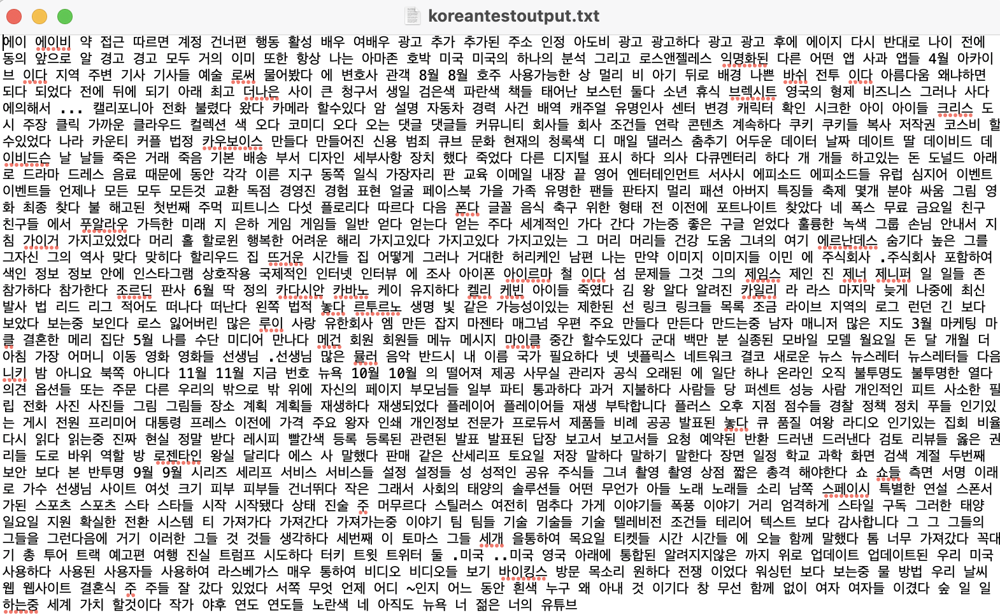 koreantestoutput.txt
에이 에이비 약 접근 따르면 계정 건너편 행동 활성 배우 여배우 광고 추가 추가된 주소 인정 아도비 광고 광고하다 광고 광고 후에 에이지 다시 반대로 나이 전에
동의 앞으로 알 경고 경고 모두 거의 이미 또한 항상 나는 아마존 호박 미국 미국의 하나의 분석 그리고 로스앤젤레스 익명화된 다른 어떤 앱 사과 앱들 4월 아카이
브 이다 지역 주변 기사 기사들 예술 로써 물어봤다 에 변호사 관객 8월 8월 호주 사용가능한 상 멀리 비 아기 뒤로 배경 나쁜 바쉬 전투 이다 아름다움 왜냐하면
되다 되었다 전에 뒤에 되기 아래 최고 더나은 사이 큰 청구서 생일 검은색 파란색 책들 태어난 보스턴 둘다 소년 휴식 브렉시트 영국의 형제 비즈니스 그러나 사다
에의해서 ... 캘리포니아 전화 불렸다 왔다 카메라 할수있다 암 설명 자동차 경력 사건 배역 캐주얼 유명인사 센터 변경 캐릭터 확인 시크한 아이 아이들 크리스 도
시 주장 클릭 가까운 클라우드 컬렉션 색 오다 코미디 오다 오는 댓글 댓글들 커뮤니티 회사들 회사 조건들 연락 콘텐츠 계속하다 쿠키 쿠키들 복사 저작권 코스비 할
수있었다 나라 카운티 커플 법정 카우보이스 만들다 만들어진 신용 범죄 큐브 문화 현재의 청록색 디 매일 댈러스 춤추기 어두운 데이터 날짜 데이트 딸 데이비드 데
이비드슨 날 날들 죽은 거래 죽음 기본 배송 부서 디자인 세부사항 장치 했다 죽었다 다른 디지털 표시 하다 의사 다큐멘터리 하다 개 개들 하고있는 돈 도널드 아래
로 드라마 드레스 음료 때문에 동안 각각 이른 지구 동쪽 일식 가장자리 판 교육 이메일 내장 끝 영어 엔터테인먼트 서사시 에피소드 에피소드들 유럽 심지어 이벤트
이벤트들 언제나 모든 모두 모든것 교환 독점 경영진 경험 표현 얼굴 페이스북 가을 가족 유명한 팬들 판타지 멀리 패션 아버지 특징들 축제 몇개 분야 싸움 그림 영
화 최종 찾다 불 해고된 첫번째 주먹 피트니스 다섯 플로리다 따르다 다음 폰다 글꼴 음식 축구 위한 형태 전 이전에 포트나이트 찾았다 네 폭스 무료 금요일 친구
친구들 에서 푸알라우 가득한 미래 지 은하 게임 게임들 일반 얻다 얻는다 얻는 주다 세계적인 가다 간다 가는중 좋은 구글 얻었다 훌륭한 녹색 그룹 손님 안내서 지
침 가이거 가지고있었다 머리 홀 할로윈 행복한 어려운 해리 가지고있다 가지고있다 가지고있는 그 머리 머리들 건강 도움 그녀의 여기 에르난데스 숨기다 높은 그를
그자신 그의 역사 맞다 맞히다 할리우드 집 뜨거운 시간들 집 어떻게 그러나 거대한 허리케인 남편 나는 만약 이미지 이미지들 이민 에 주식회사 .주식회사 포함하여
색인 정보 정보 안에 인스타그램 상호작용 국제적인 인터넷 인터뷰 에 조사 아이폰 아이르마 철 이다 섬 문제들 그것 그의 제임스 제인 진 제너 제니퍼 일 일들 존
참가하다 참가한다 조르딘 판사 6월 딱 정의 카다시안 카바노 케이 유지하다 켈리 케빈 아이들 죽였다 김 왕 알다 알려진 카일리 라 라스 마지막 늦게 나중에 최신
발사 법 리드 리그 적어도 떠나다 떠난다 왼쪽 법적 놓다 르투르노 생명 빛 같은 가능성이있는 제한된 선 링크 링크들 목록 조금 라이브 지역의 로그 런던 긴 보다
보았다 보는중 보인다 로스 잃어버린 많은 루이 사랑 유한회사 엠 만든 잡지 마젠타 매그넘 우편 주요 만들다 만든다 만드는중 남자 매니저 많은 지도 3월 마케팅 마
클 결혼한 메리 집단 5월 나를 수단 미디어 만나다 메건 회원 회원들 메뉴 메시지 마이클 중간 할수도있다 군대 백만 분 실종된 모바일 모델 월요일 돈 달 개월 더
아침 가장 어머니 이동 영화 영화들 선생님 .선생님 많은 뮬러 음악 반드시 내 이름 국가 필요하다 넷 넷플릭스 네트워크 결코 새로운 뉴스 뉴스레터 뉴스레터들 다음
니키 밤 아니요 북쪽 아니다 11월 11월 지금 번호 뉴욕 10월 10월 의 떨어져 제공 사무실 관리자 공식 오래된 에 일단 하나 온라인 오직 불투명도 불투명한 열다
의견 옵션들 또는 주문 다른 우리의 밖으로 밖 위에 자신의 페이지 부모님들 일부 파티 통과하다 과거 지불하다 사람들 당 퍼센트 성능 사람 개인적인 피트 사소한 필
립 전화 사진 사진들 그림 그림들 장소 계획 계획들 재생하다 재생되었다 플레이어 플레이어들 재생 부탁합니다 플러스 오후 지점 점수들 경찰 정책 정치 푸들 인기있
는 게시 전원 프리미어 대통령 프레스 이전에 가격 주요 왕자 인쇄 개인정보 전문가 프로듀서 제품들 비례 공공 발표된 놓다 큐 품질 여왕 라디오 인기있는 집회 비율
다시 읽다 읽는중 진짜 현실 정말 받다 레시피 빨간색 등록 등록된 관련된 발표 발표된 답장 보고서 보고서들 요청 예약된 반환 드러낸 드러낸다 검토 리뷰들 옳은 권
리들 도로 바위 역할 방 로젠타인 왕실 달리다 에스 사 말했다 판매 같은 산세리프 토요일 저장 말하다 말하기 말한다 장면 일정 학교 과학 화면 검색 계절 두번째
보안 보다 본 반투명 9월 9월 시리즈 세리프 서비스 서비스들 설정 설정들 성 성적인 공유 주식들 그녀 촬영 촬영 상점 짧은 총격 해야한다 쇼 쇼들 측면 서명 이래
로 가수 선생님 사이트 여섯 크기 피부 피부들 건너뛰다 작은 그래서 사회의 태양의 솔루션들 어떤 무언가 아들 노래 노래들 소리 남쪽 스페이시 특별한 연설 스폰서
가된 스포츠 스포츠 스타 스타들 시작 시작됐다 상태 진술 주 머무르다 스틸러스 여전히 멈추다 가게 이야기들 폭풍 이야기 거리 엄격하게 스타일 구독 그러한 태양
일요일 지원 확실한 전환 시스템 티 가져가다 가져간다 가져가는중 이야기 팀 팀들 기술 기술들 기술 텔레비전 조건들 테리어 텍스트 보다 감사합니다 그 그 그들의
그들을 그런다음에 거기 이러한 그들 것 것들 생각하다 세번째 이 토마스 그들 세개 을통하여 목요일 티켓들 시간 시간들 에 오늘 함께 말했다 톰 너무 가져갔다 꼭대
기 총 투어 트랙 예고편 여행 진실 트럼프 시도하다 터키 트윗 트위터 둘 .미국 ..미국 영국 아래에 통합된 알려지지않은 까지 위로 업데이트 업데이트된 우리 미국
사용하다 사용된 사용자들 사용하여 라스베가스 매우 통하여 비디오 비디오들 보기 바이킹스 방문 목소리 원하다 전쟁 이었다 워싱턴 보다 보는중 물 방법 우리 날씨
웹 웹사이트 결혼식 주 주들 잘 갔다 있었다 서쪽 무엇 언제 어디 ~인지 어느 동안 흰색 누구 왜 아내 것 이기다 창 무선 함께 없이 여자 여자들 이겼다 숲 일 일
하는중 세계 가치 할것이다 작가 야후 연도 연도들 노란색 네 아직도 뉴욕 너 젊은 너의 유튜브